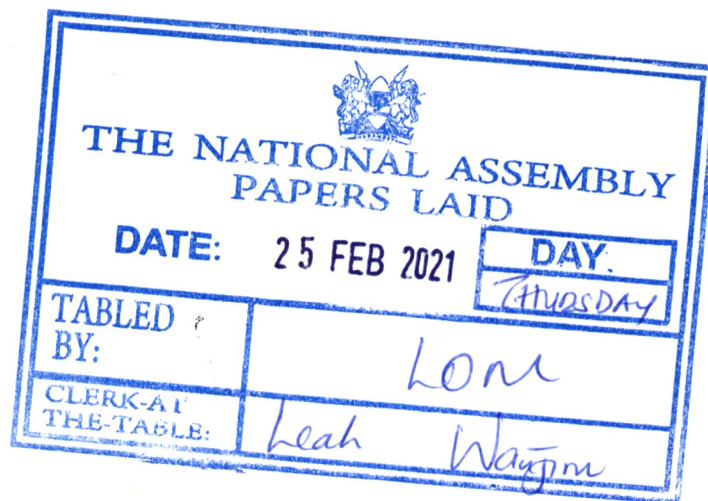 THE NATIONAL ASSEMBLY
PAPERS LAID
DATE: 25 FEB 2021
DAY.
THURSDAY
TABLED
BY:
LOM
CLERK-AT
THE-TABLE:
Leah